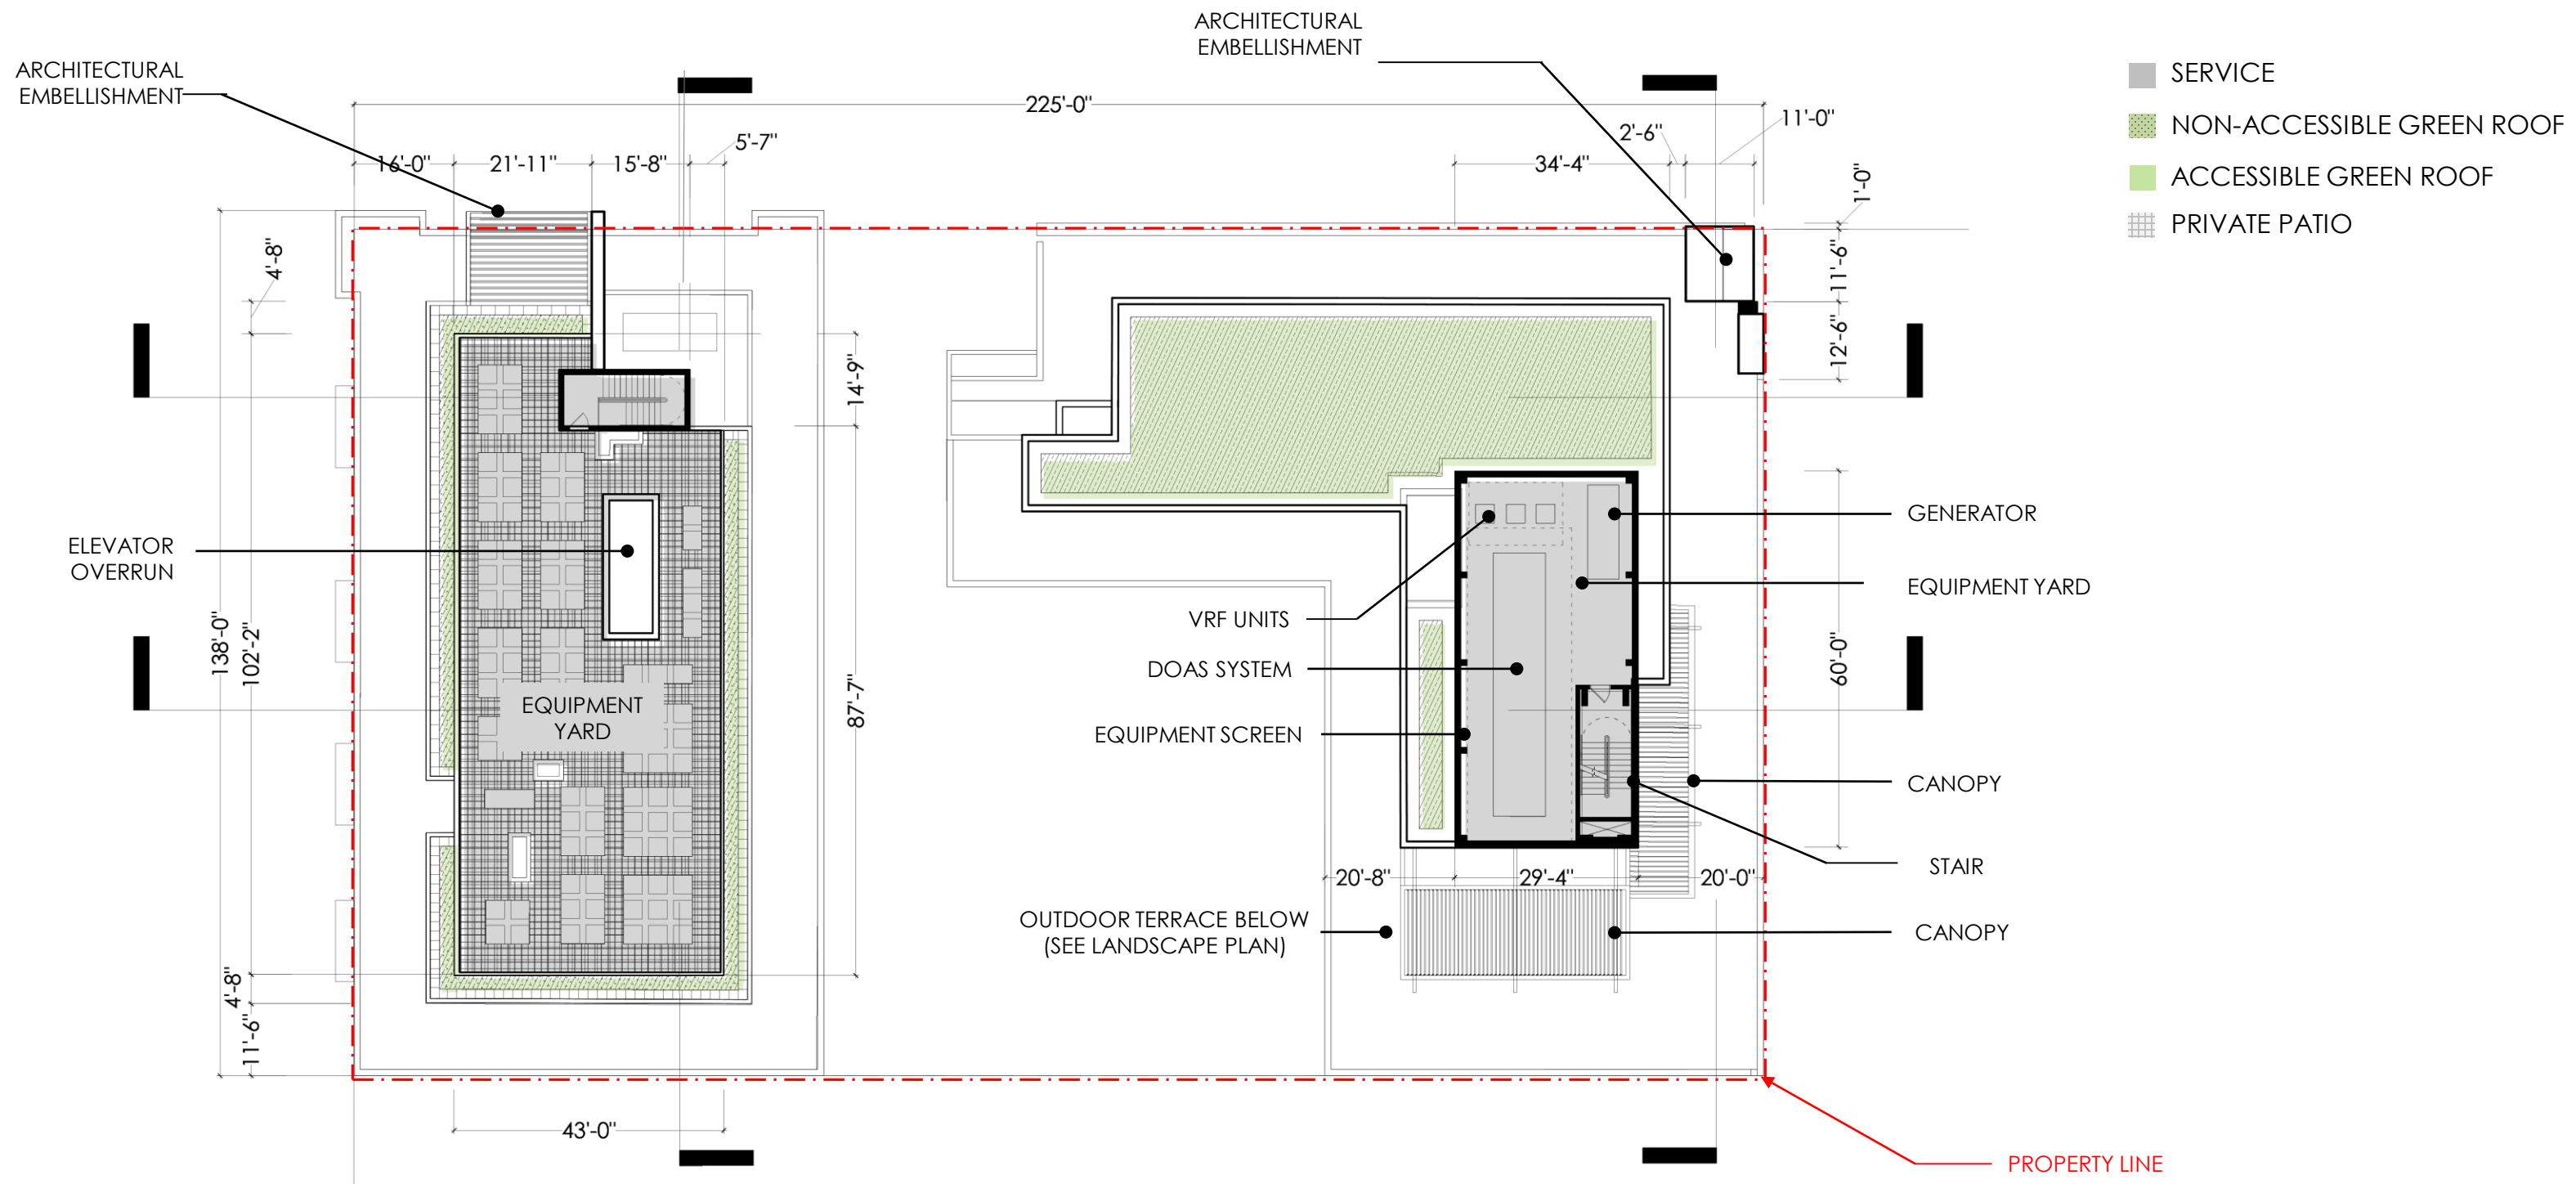 ARCHITECTURAL
EMBELLISHMENT
ARCHITECTURAL
EMBELLISHMENT
SERVICE
NON-ACCESSIBLE GREEN ROOF
ACCESSIBLE GREEN ROOF
PRIVATE PATIO
225'-0"
16'-0"
21'-11"
15'-8"
5'-7"
34'-4"
2'-6"
11'-0"
1'-0"
11'-6"
12'-6"
4'-8"
14'-9"
138'-0"
102'-2"
87'-7"
60'-0"
4'-8"
11'-6"
ELEVATOR
OVERRUN
EQUIPMENT
YARD
VRF UNITS
DOAS SYSTEM
EQUIPMENT SCREEN
OUTDOOR TERRACE BELOW
(SEE LANDSCAPE PLAN)
GENERATOR
EQUIPMENT YARD
CANOPY
STAIR
CANOPY
20'-8"
29'-4"
20'-0"
43'-0"
PROPERTY LINE